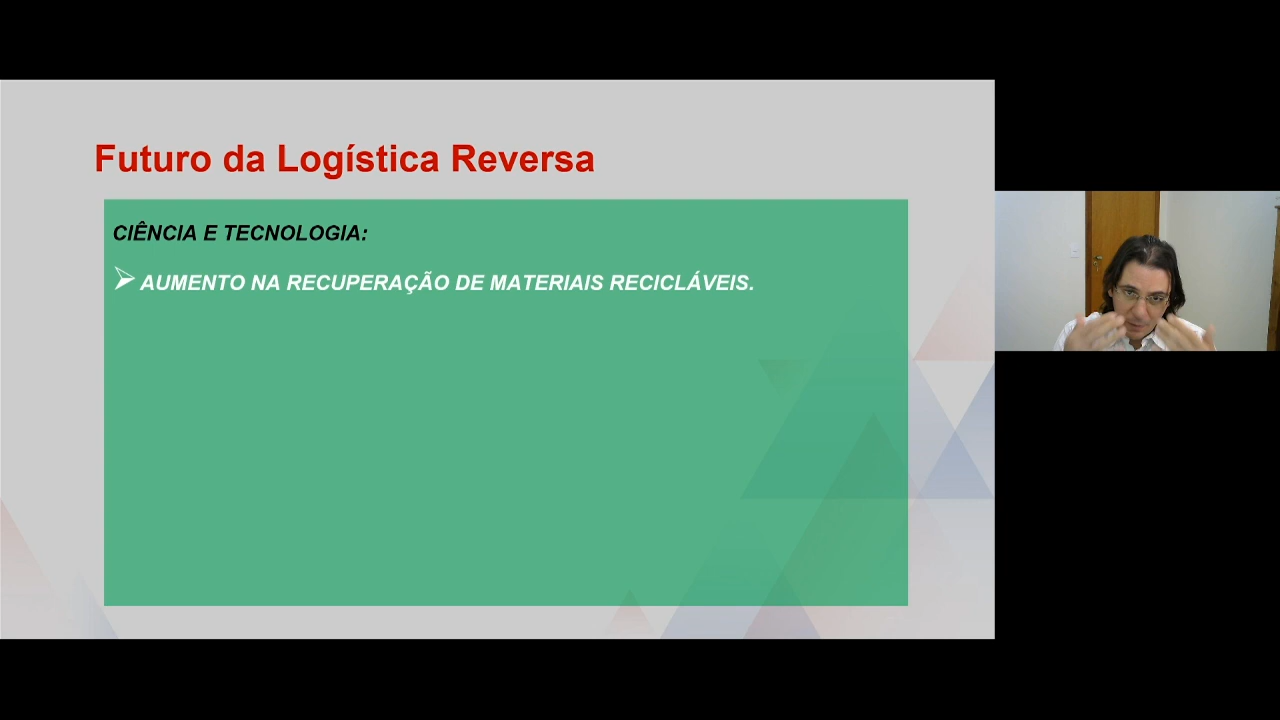 Futuro da Logística Reversa
CIÊNCIA E TECNOLOGIA:
AUMENTO NA RECUPERAÇÃO DE MATERIAIS RECICLÁVEIS.